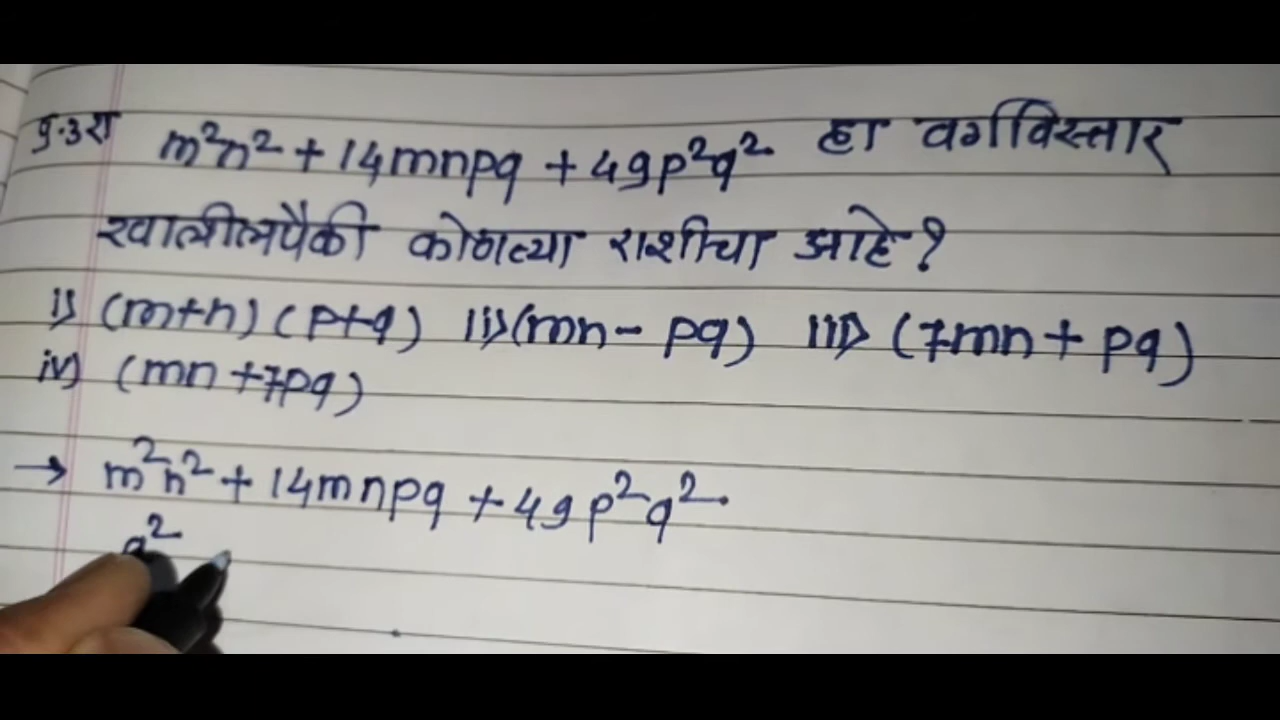 प्र.3रा m²n² + 14mnpq + 49p²q² हा वर्गविस्तार
खालीलपैकी कोणत्या राशीचा आहे?
i) (m+n) (p+q) ii) (mn - pq) iii) (7mn + pq)
iv) (mn +7pq)
→ m²n² + 14mnpq + 49p²q².
a²